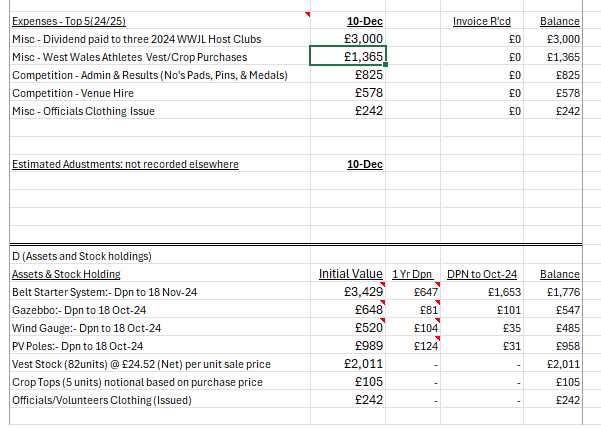 Expenses - Top 5(24/25) 10-Dec Invoice R'cd Balance
Misc - Dividend paid to three 2024 WWJL Host Clubs £3,000 £0 £3,000
Misc - West Wales Athletes Vest/Crop Purchases £1,365 £0 £1,365
Competition - Admin & Results (No's Pads, Pins, & Medals) £825 £0 £825
Competition - Venue Hire £578 £0 £578
Misc - Officials Clothing Issue £242 £0 £242
Estimated Adustments: not recorded elsewhere 10-Dec
D (Assets and Stock holdings)
Assets & Stock Holding Initial Value 1 Yr Dpn DPN to Oct-24 Balance
Belt Starter System:- Dpn to 18 Nov-24 £3,429 £647 £1,653 £1,776
Gazebbo:- Dpn to 18 Oct-24 £648 £81 £101 £547
Wind Gauge:- Dpn to 18 Oct-24 £520 £104 £35 £485
PV Poles:- Dpn to 18 Oct-24 £989 £124 £31 £958
Vest Stock (82units) @ £24.52 (Net) per unit sale price £2,011 - - £2,011
Crop Tops (5 units) notional based on purchase price £105 - - £105
Officials/Volunteers Clothing (Issued) £242 - - £242